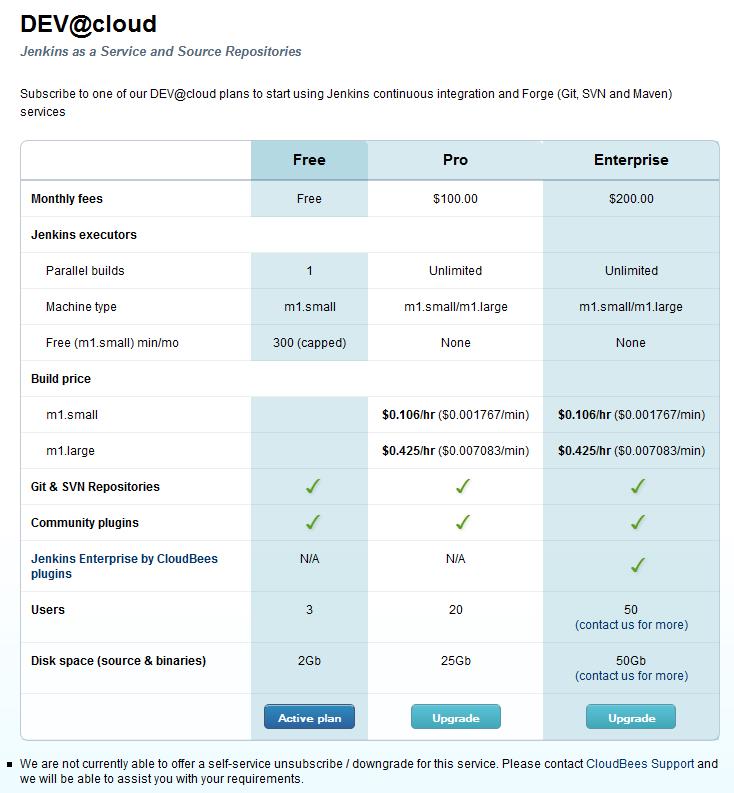 DEV@cloud
Jenkins as a Service and Source Repositories
Subscribe to one of our DEV@cloud plans to start using Jenkins continuous integration and Forge (Git, SVN and Maven)
services
Free Pro Enterprise
Monthly fees Free $100.00 $200.00
Jenkins executors
Parallel builds 1 Unlimited Unlimited
Machine type m1.small m1.small/m1.large m1.small/m1.large
Free (m1.small) min/mo 300 (capped) None None
Build price
m1.small $0.106/hr ($0.001767/min) $0.106/hr ($0.001767/min)
m1.large $0.425/hr ($0.007083/min) $0.425/hr ($0.007083/min)
Git & SVN Repositories ✓ ✓ ✓
Community plugins ✓ ✓ ✓
Jenkins Enterprise by CloudBees N/A N/A ✓
plugins
Users 3 20 50
(contact us for more)
Disk space (source & binaries) 2Gb 25Gb 50Gb
(contact us for more)
Active plan Upgrade Upgrade
We are not currently able to offer a self-service unsubscribe / downgrade for this service. Please contact CloudBees Support and
we will be able to assist you with your requirements.